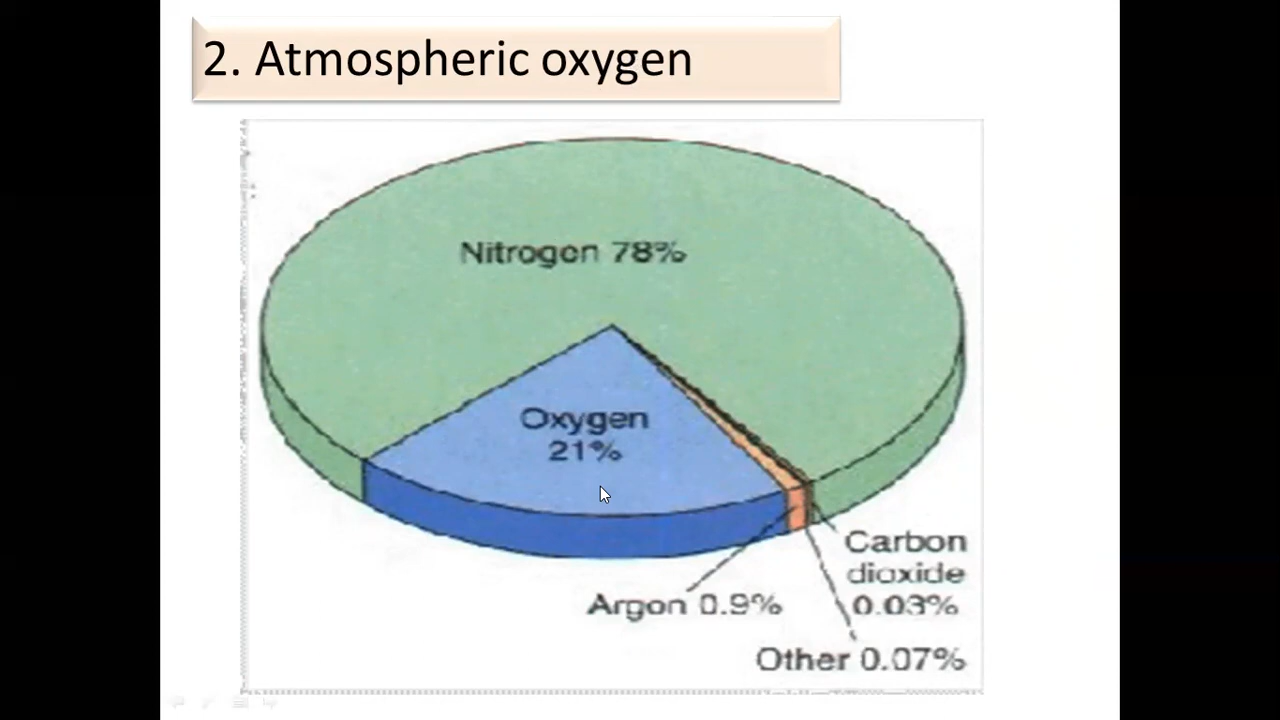 2. Atmospheric oxygen
Nitrogen 78%
Oxygen
21%
Carbon
dioxide
0.03%
Argon 0.9%
Other 0.07%